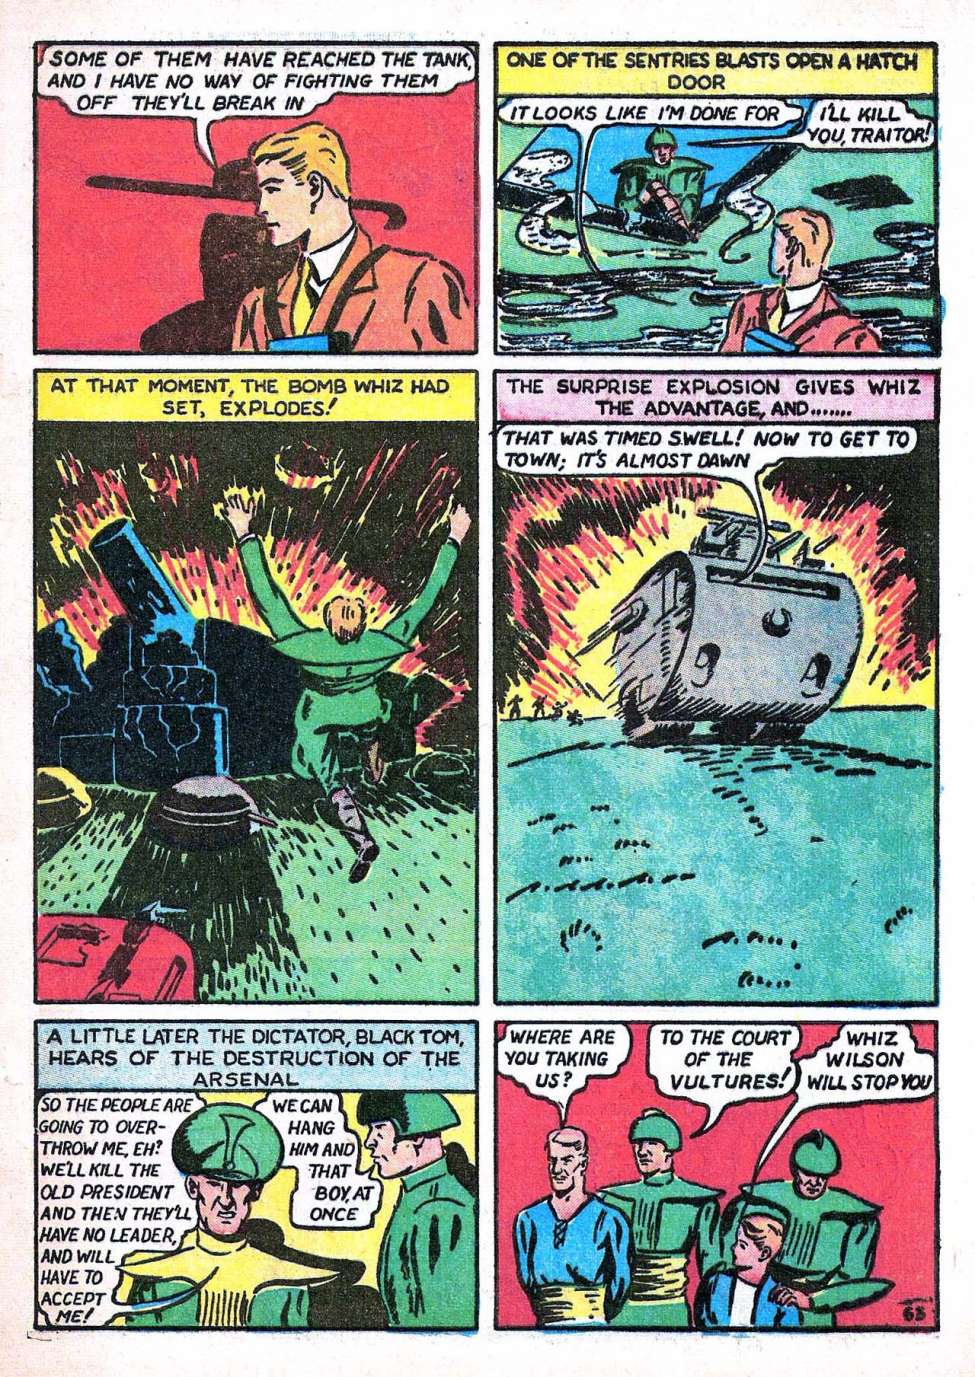 SOME OF THEM HAVE REACHED THE TANK,
AND I HAVE NO WAY OF FIGHTING THEM
OFF THEY'LL BREAK IN
ONE OF THE SENTRIES BLASTS OPEN A HATCH
DOOR
IT LOOKS LIKE I'M DONE FOR
I'LL KILL
YOU, TRAITOR!
AT THAT MOMENT, THE BOMB WHIZ HAD
SET, EXPLODES!
THE SURPRISE EXPLOSION GIVES WHIZ
THE ADVANTAGE, AND.......
THAT WAS TIMED SWELL! NOW TO GET TO
TOWN; IT'S ALMOST DAWN
A LITTLE LATER THE DICTATOR, BLACK TOM,
HEARS OF THE DESTRUCTION OF THE
ARSENAL
SO THE PEOPLE ARE
GOING TO OVER-
THROW ME, EH?
WE'LL KILL THE
OLD PRESIDENT
AND THEN THEY'LL
HAVE NO LEADER,
AND WILL
HAVE TO
ACCEPT
ME!
WE CAN
HANG
HIM AND
THAT
BOY, AT
ONCE
WHERE ARE
YOU TAKING
US?
TO THE COURT
OF THE
VULTURES!
WHIZ
WILSON
WILL STOP YOU
63